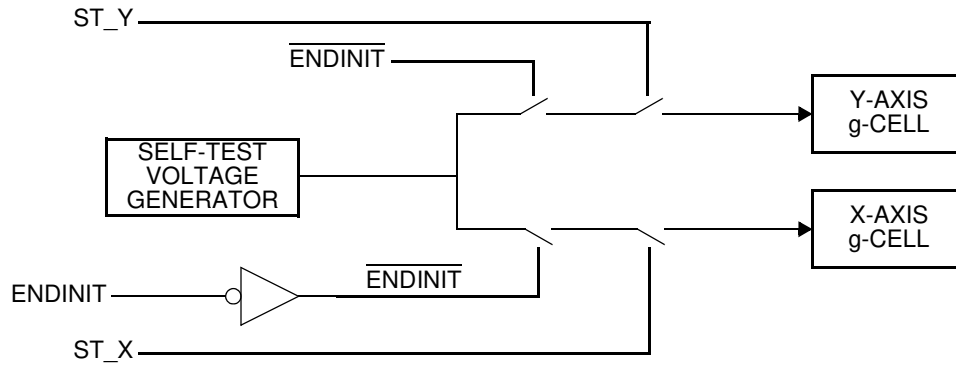 ST_Y
ENDINIT
Y-AXIS
g-CELL
SELF-TEST
VOLTAGE
GENERATOR
X-AXIS
g-CELL
ENDINIT
ENDINIT
ST_X